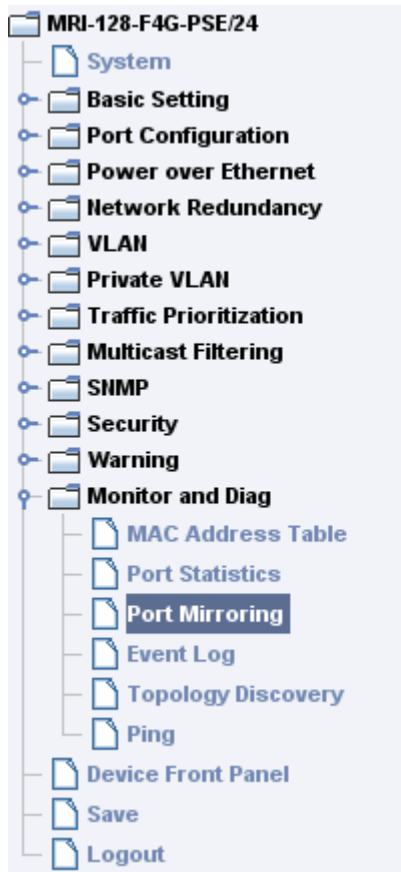 MRI-128-F4G-PSE/24
System
Basic Setting
Port Configuration
Power over Ethernet
Network Redundancy
VLAN
Private VLAN
Traffic Prioritization
Multicast Filtering
SNMP
Security
Warning
Monitor and Diag
MAC Address Table
Port Statistics
Port Mirroring
Event Log
Topology Discovery
Ping
Device Front Panel
Save
Logout